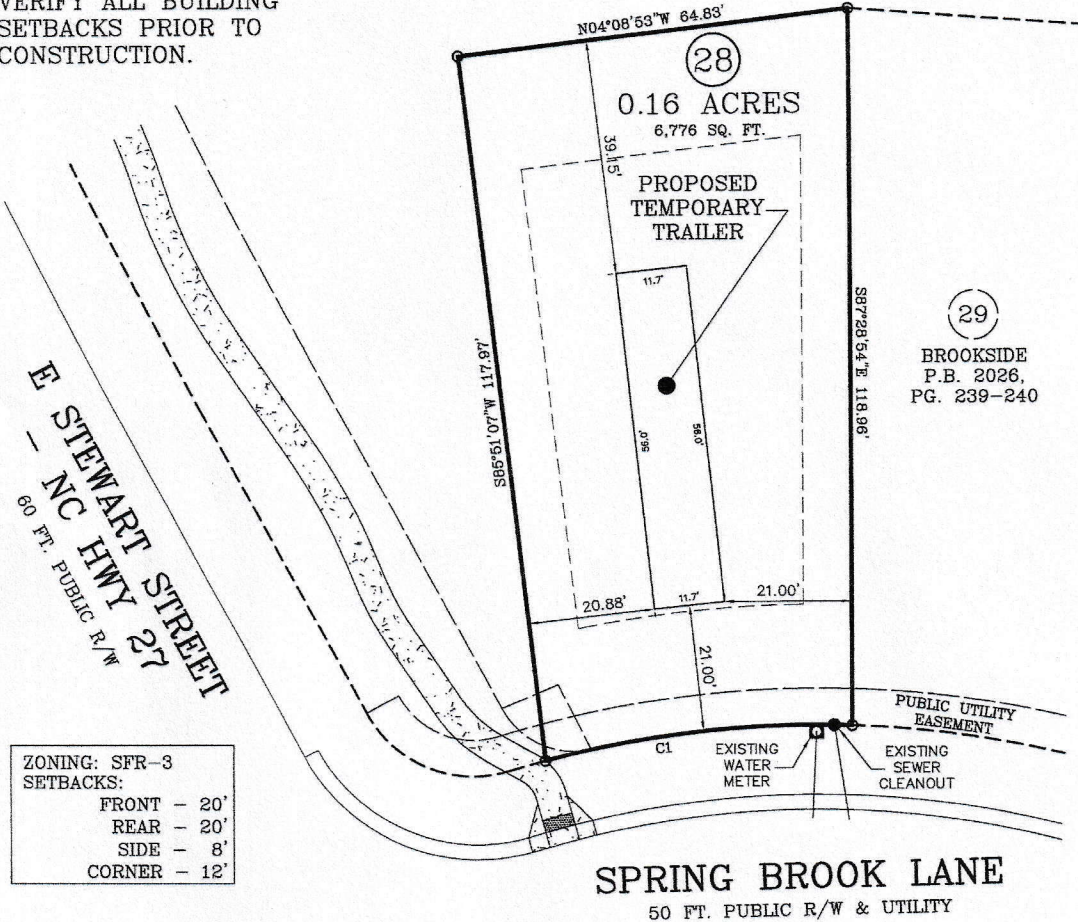 VERIFY ALL BUILDING
SETBACKS PRIOR TO
CONSTRUCTION.
N04°08'53"W 64.83'
28
0.16 ACRES
6,776 SQ. FT.
39.15'
PROPOSED
TEMPORARY
TRAILER
11.7'
S85°51'07"W 117.97'
S87°28'54"E 118.96'
29
BROOKSIDE
P.B. 2026,
PG. 239-240
56.0'
56.0'
E STEWART STREET
- NC HWY 27
60 FT. PUBLIC R/W
20.88'
11.7'
21.00'
21.00'
PUBLIC UTILITY
EASEMENT
C1
EXISTING
WATER
METER
EXISTING
SEWER
CLEANOUT
ZONING: SFR-3
SETBACKS:
FRONT - 20'
REAR - 20'
SIDE - 8'
CORNER - 12'
SPRING BROOK LANE
50 FT. PUBLIC R/W & UTILITY